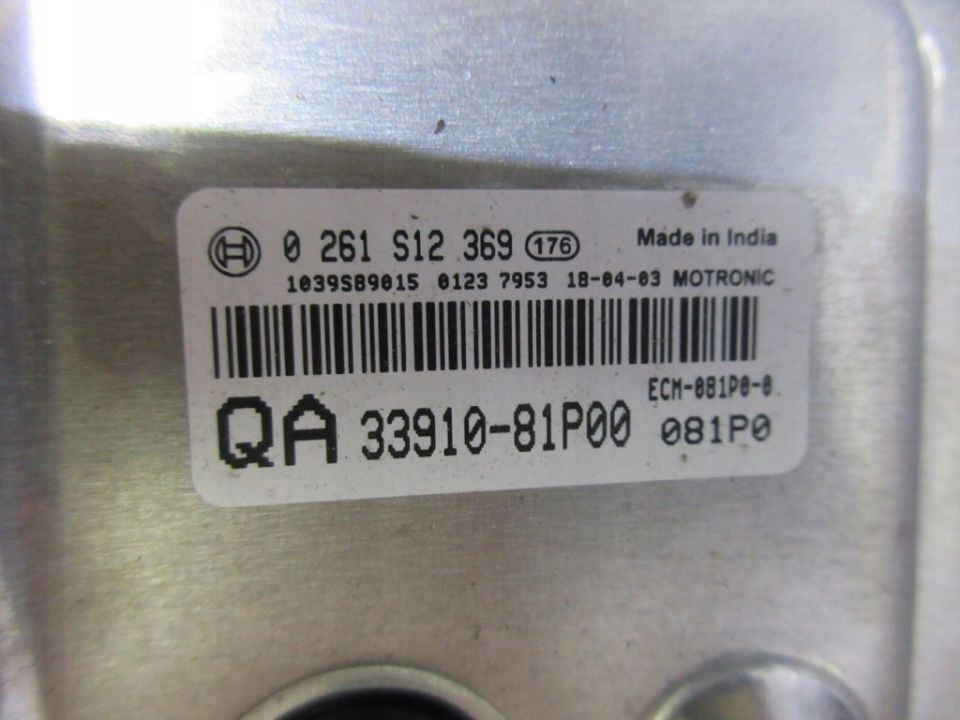 0 261 S12 369 176 Made in India
1039S89015 0123 7953 18-04-03 MOTRONIC
ECM-081P0-0
QA 33910-81P00 081P0